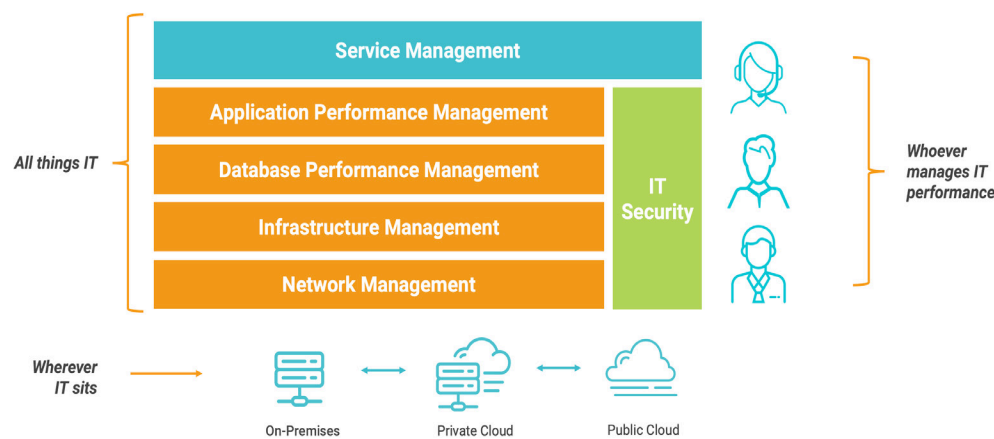 Service Management
Application Performance Management
All things IT
Database Performance Management
IT
Security
Infrastructure Management
Network Management
Whoever
manages IT
performance
Wherever
IT sits
On-Premises
Private Cloud
Public Cloud